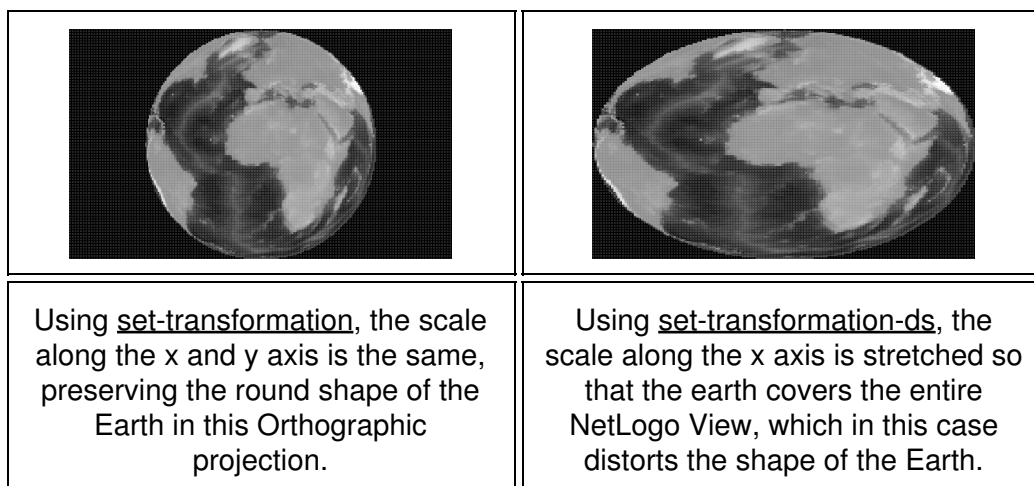 Using set-transformation, the scale
along the x and y axis is the same,
preserving the round shape of the
Earth in this Orthographic
projection.
Using set-transformation-ds, the
scale along the x axis is stretched so
that the earth covers the entire
NetLogo View, which in this case
distorts the shape of the Earth.